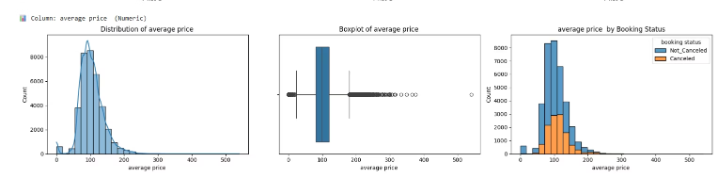 Column: average price (Numeric)
Distribution of average price
Boxplot of average price
average price by Booking Status
Count
8000
6000
4000
2000
0
0
100
200
300
400
500
average price
0
100
200
300
400
500
average price
booking status
Not_Canceled
Canceled
Count
8000
7000
6000
5000
4000
3000
2000
1000
0
0
100
200
300
400
500
average price